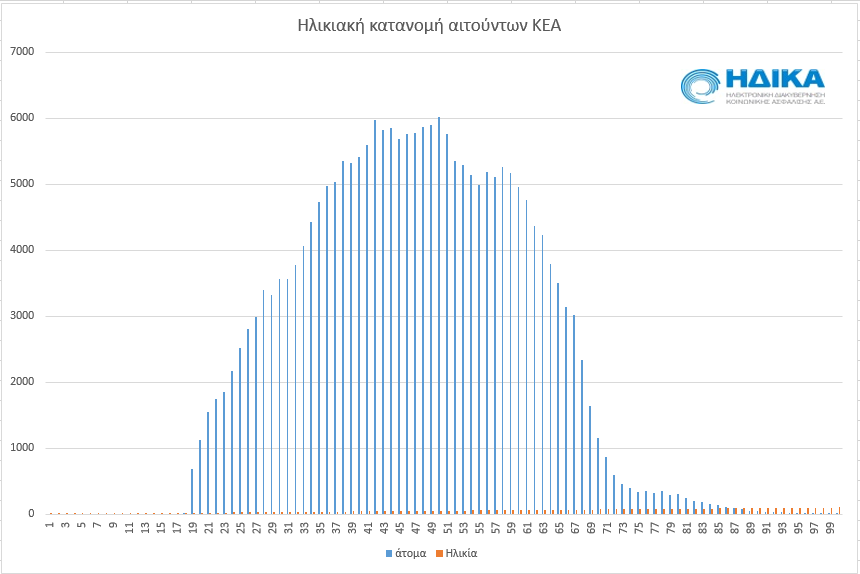 Ηλικιακή κατανομή αιτούντων ΚΕΑ
ΗΔΙΚΑ
ΗΛΕΚΤΡΟΝΙΚΗ ΔΙΑΚΥΒΕΡΝΗΣΗ
ΚΟΙΝΩΝΙΚΗΣ ΑΣΦΑΛΙΣΗΣ Α.Ε.
7000
6000
5000
4000
3000
2000
1000
0
1 3 5 7 9 11 13 15 17 19 21 23 25 27 29 31 33 35 37 39 41 43 45 47 49 51 53 55 57 59 61 63 65 67 69 71 73 75 77 79 81 83 85 87 89 91 93 95 97 99
άτομα Ηλικία